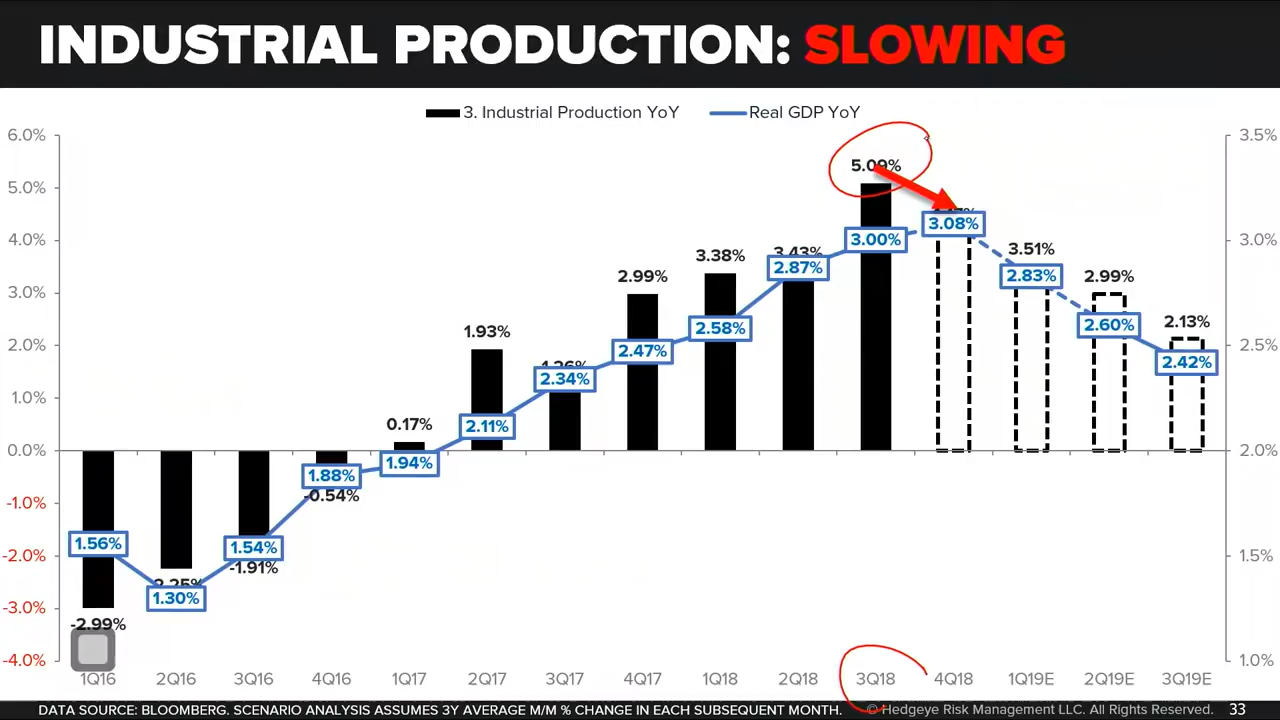 INDUSTRIAL PRODUCTION: SLOWING
3. Industrial Production YoY Real GDP YoY
6.0% 3.5%
5.0%
4.0% 3.0%
3.0%
2.0% 2.5%
1.0%
0.0% 2.0%
-1.0%
-2.0% 1.5%
-3.0%
-4.0% 1.0%
-2.99% -1.91% -0.54% 0.17% 1.93% 2.99% 3.38% 3.43% 5.09% 3.51% 2.99% 2.13%
1.56% 1.30% 1.54% 1.88% 1.94% 2.11% 2.34% 2.47% 2.58% 2.87% 3.00% 3.08% 2.83% 2.60% 2.42%
1Q16 2Q16 3Q16 4Q16 1Q17 2Q17 3Q17 4Q17 1Q18 2Q18 3Q18 4Q18 1Q19E 2Q19E 3Q19E
DATA SOURCE: BLOOMBERG. SCENARIO ANALYSIS ASSUMES 3Y AVERAGE M/M % CHANGE IN EACH SUBSEQUENT MONTH. © Hedgeye Risk Management LLC. All Rights Reserved. 33